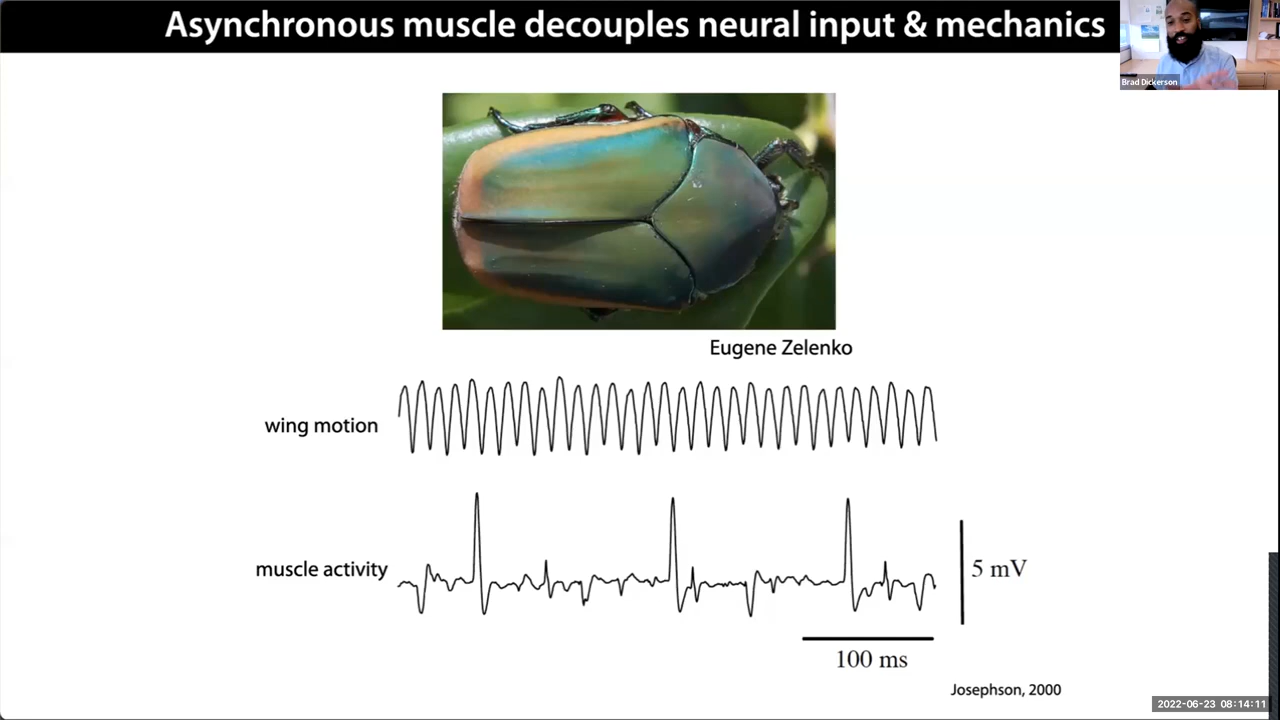 Asynchronous muscle decouples neural input & mechanics
Brad Dickerson
Eugene Zelenko
wing motion
muscle activity
5 mV
100 ms
Josephson, 2000
2022-06-23 08:14:11